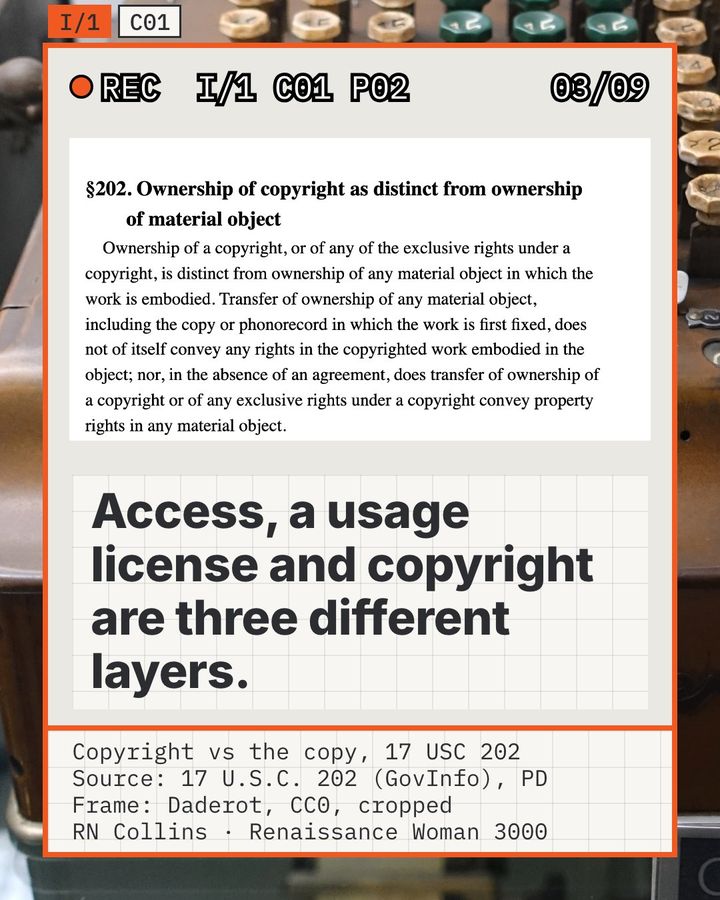 I/1 C01
REC I/1 C01 P02 03/09
§202. Ownership of copyright as distinct from ownership
of material object
Ownership of a copyright, or of any of the exclusive rights under a
copyright, is distinct from ownership of any material object in which the
work is embodied. Transfer of ownership of any material object,
including the copy or phonorecord in which the work is first fixed, does
not of itself convey any rights in the copyrighted work embodied in the
object; nor, in the absence of an agreement, does transfer of ownership of
a copyright or of any exclusive rights under a copyright convey property
rights in any material object.
Access, a usage
license and copyright
are three different
layers.
Copyright vs the copy, 17 USC 202
Source: 17 U.S.C. 202 (GovInfo), PD
Frame: Daderot, CC0, cropped
RN Collins · Renaissance Woman 3000